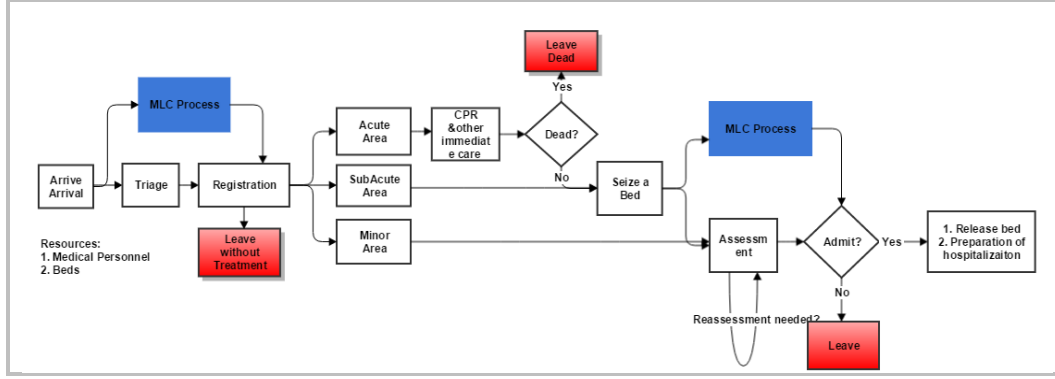 Leave
Dead
Yes
MLC Process
Acute
Area
CPR
&other
immediat
e care
Dead?
MLC Process
No
Arrive
Arrival
Triage
Registration
SubAcute
Area
Seize a
Bed
Resources:
1. Medical Personnel
2. Beds
Leave
without
Treatment
Minor
Area
Assessm
ent
Admit?
Yes
1. Release bed
2. Preparation of
hospitalizaiton
No
Reassessment needed?
Leave